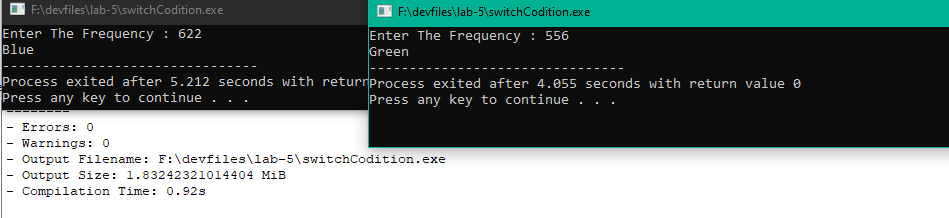 F:\devfiles\lab-5\switchCodition.exe
Enter The Frequency : 622
Blue
--------------------------------
Process exited after 5.212 seconds with return
Press any key to continue . . .
F:\devfiles\lab-5\switchCodition.exe
Enter The Frequency : 556
Green
--------------------------------
Process exited after 4.055 seconds with return value 0
Press any key to continue . . .
--------
- Errors: 0
- Warnings: 0
- Output Filename: F:\devfiles\lab-5\switchCodition.exe
- Output Size: 1.83242321014404 MiB
- Compilation Time: 0.92s